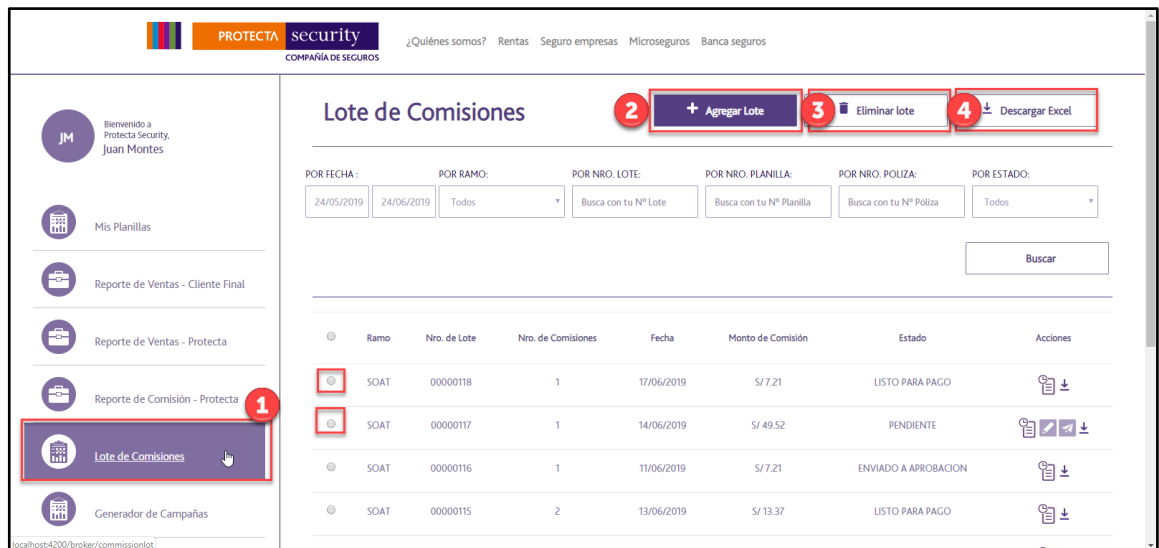 PROTECTA security
COMPAÑÍA DE SEGUROS
¿Quiénes somos? Rentas Seguro empresas Microseguros Banca seguros
JM
Bienvenido a
Protecta Security,
Juan Montes
Mis Planillas
Reporte de Ventas - Cliente Final
Reporte de Ventas - Protecta
Reporte de Comisión - Protecta
1
Lote de Comisiones
Generador de Campañas
localhost:4200/broker/commissionlot
Lote de Comisiones
2 + Agregar Lote 3 Eliminar lote 4 Descargar Excel
POR FECHA : POR RAMO: POR NRO. LOTE: POR NRO. PLANILLA: POR NRO. POLIZA: POR ESTADO:
24/05/2019 24/06/2019 Todos Busca con tu Nº Lote Busca con tu Nº Planilla Busca con tu Nº Póliza Todos
Buscar
Ramo Nro. de Lote Nro. de Comisiones Fecha Monto de Comisión Estado Acciones
SOAT 00000118 1 17/06/2019 S/ 7.21 LISTO PARA PAGO
SOAT 00000117 1 14/06/2019 S/ 49.52 PENDIENTE
SOAT 00000116 1 11/06/2019 S/ 7.21 ENVIADO A APROBACION
SOAT 00000115 2 13/06/2019 S/ 13.37 LISTO PARA PAGO